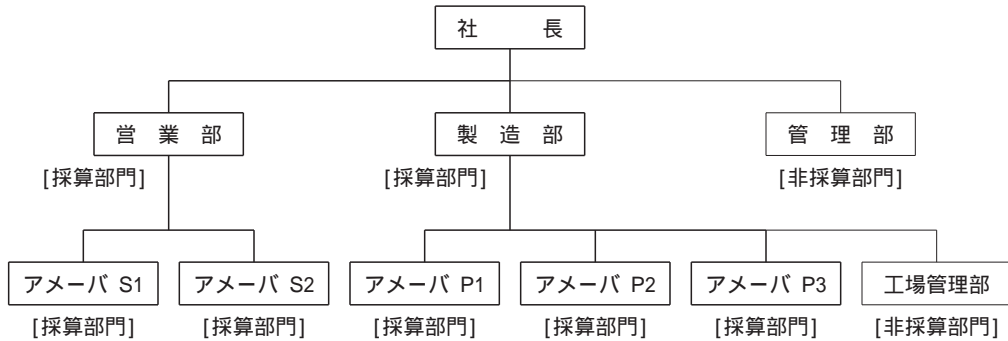 社 長
営 業 部
製 造 部
管 理 部
[採算部門]
[採算部門]
[非採算部門]
アメーバ S1
アメーバ S2
アメーバ P1
アメーバ P2
アメーバ P3
工場管理部
[採算部門]
[採算部門]
[採算部門]
[採算部門]
[採算部門]
[非採算部門]